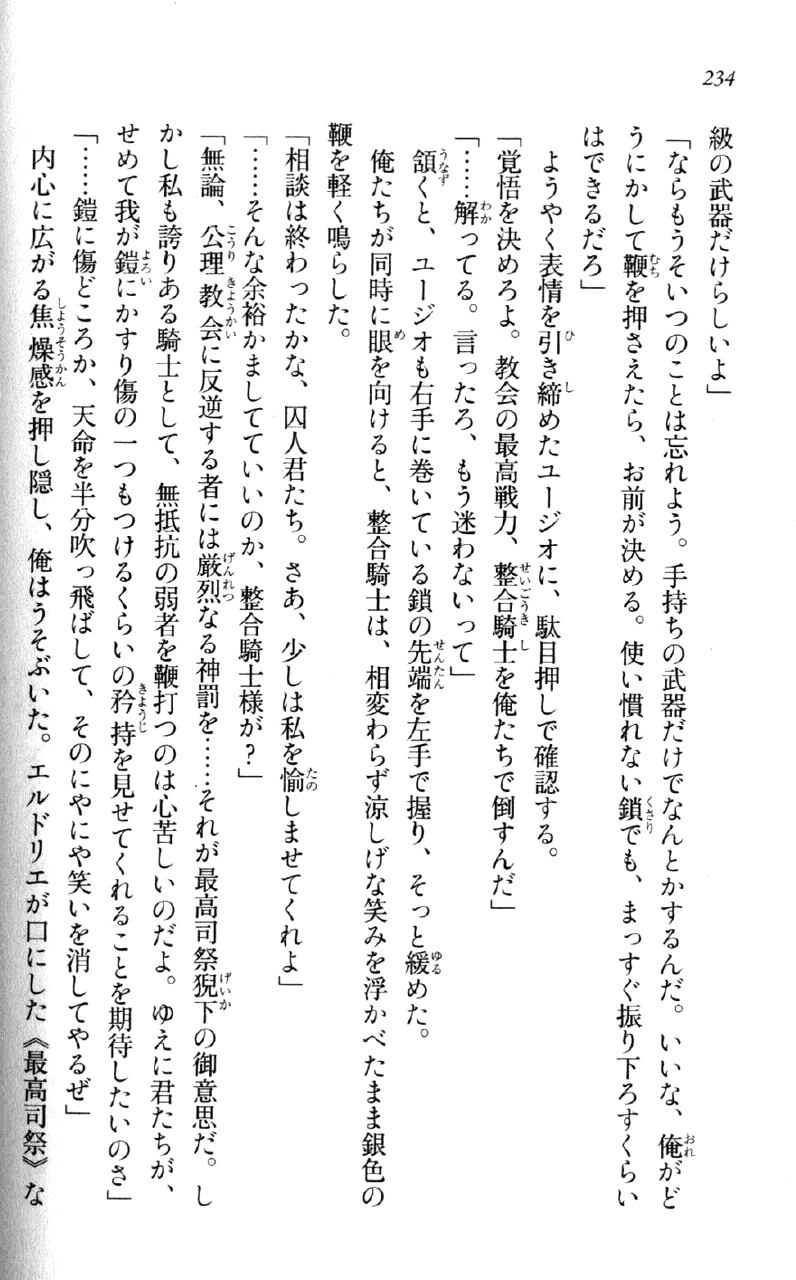 234
級の武器だけらしいよ」
「ならもうそいつのことは忘れよう。手持ちの武器だけでなんとかするんだ。いいな、俺がど
うにかして鞭を押さえたら、お前が決める。使い慣れない鎖でも、まっすぐ振り下ろすくらい
はできるだろ」
ようやく表情を引き締めたユージオに、駄目押しで確認する。
「覚悟を決めろよ。教会の最高戦力、整合騎士を俺たちで倒すんだ」
「……解ってる。言ったろ、もう迷わないって」
頷くと、ユージオも右手に巻いている鎖の先端を左手で握り、そっと緩めた。
俺たちが同時に眼を向けると、整合騎士は、相変わらず涼しげな笑みを浮かべたまま銀色の
鞭を軽く鳴らした。
「相談は終わったかな、囚人君たち。さあ、少しは私を愉しませてくれよ」
「……そんな余裕かましてていいのか、整合騎士様が?」
「無論、公理教会に反逆する者には厳烈なる神罰を……それが最高司祭猊下の御意思だ。し
かし私も誇りある騎士として、無抵抗の弱者を鞭打つのは心苦しいのだよ。ゆえに君たちが、
せめて我が鎧にかすり傷の一つもつけるくらいの矜持を見せてくれることを期待したいのさ」
「……鎧に傷どころか、天命を半分吹っ飛ばして、そのにやにや笑いを消してやるぜ」
内心に広がる焦燥感を押し隠し、俺はうそぶいた。エルドリエが口にした《最高司祭》な